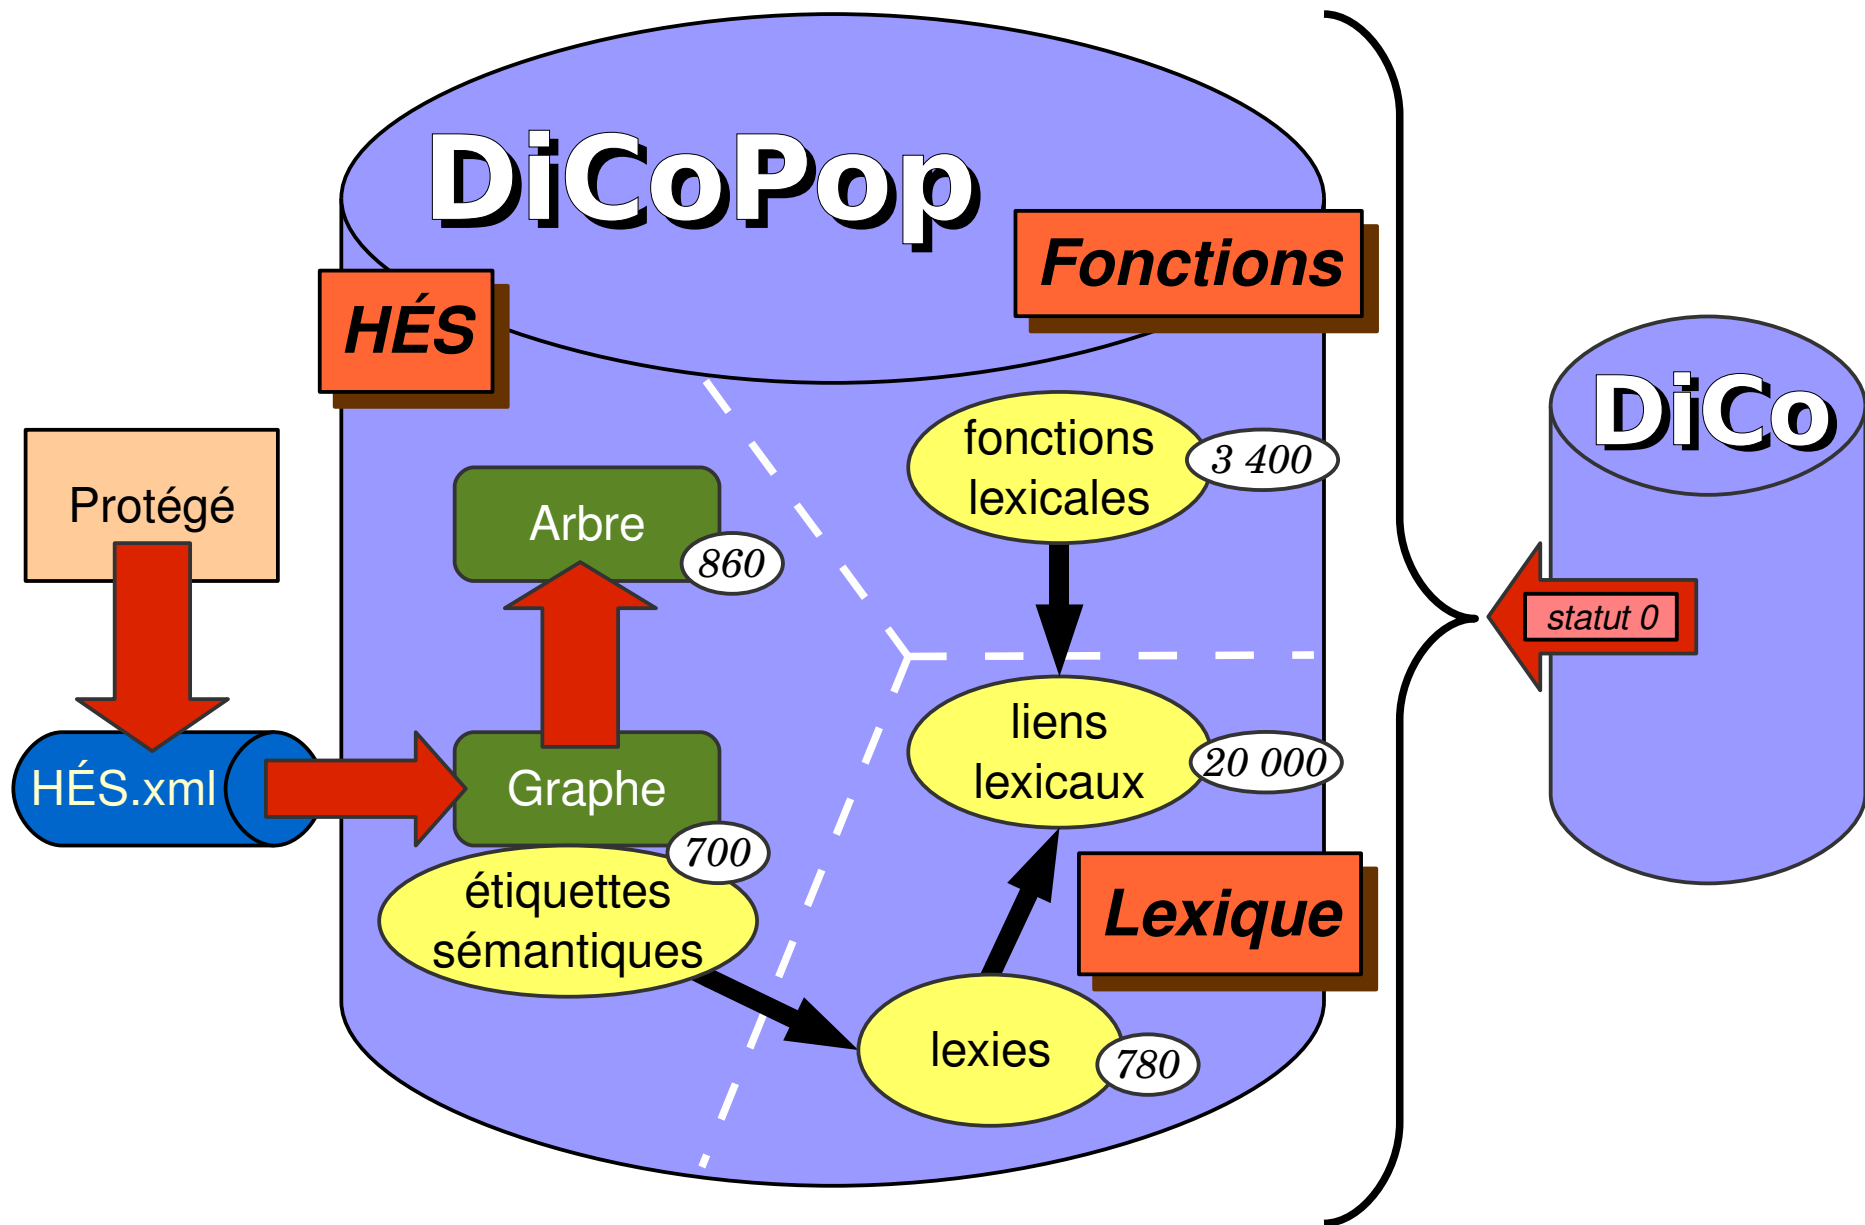 DiCoPop
Fonctions
HÉS
DiCo
fonctions
lexicales
3 400
Protégé
Arbre
860
statut 0
liens
lexicaux
20 000
HÉS.xml
Graphe
700
étiquettes
sémantiques
Lexique
lexies
780